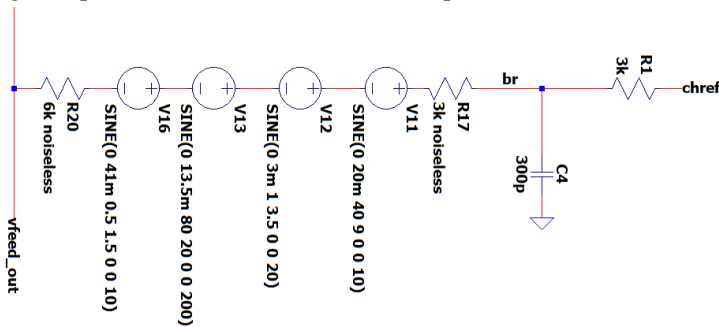 br
chref
R1
3k
C4
300p
R17
3k noiseless
V11
SINE(0 20m 40 9 0 0 10)
V12
SINE(0 3m 1 3.5 0 0 20)
V13
SINE(0 13.5m 80 20 0 0 200)
V16
SINE(0 41m 0.5 1.5 0 0 10)
R20
6k noiseless
vfeed_out